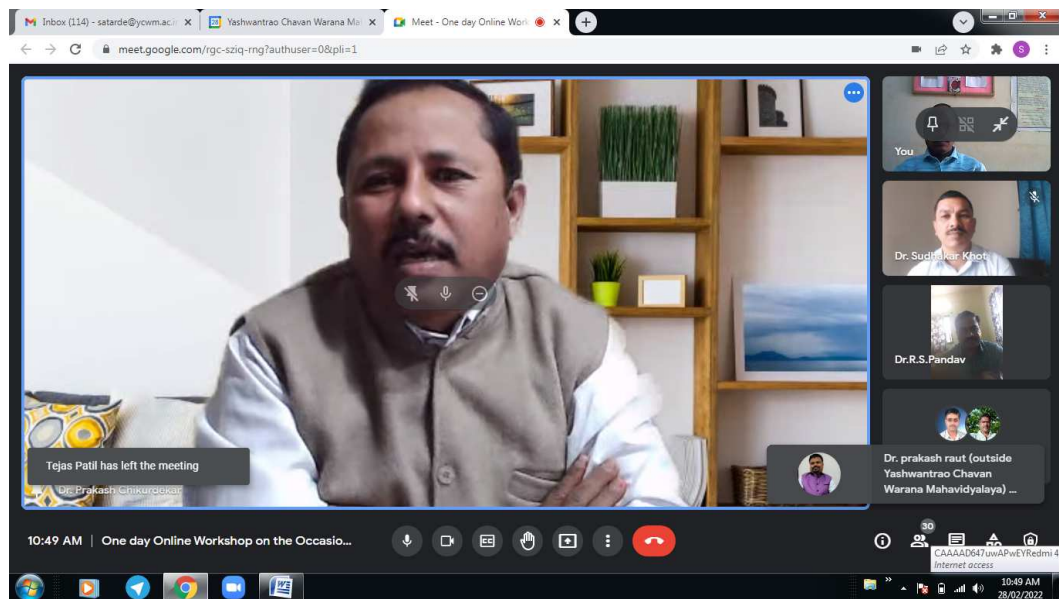 Inbox (114) - satarde@ycwm.ac.i
Yashwantrao Chavan Warana Ma
Meet - One day Online Work
meet.google.com/rgc-sziq-rng?authuser=0&pli=1
S
You
Dr. Sudhakar Khot
Dr.R.S.Pandav
Tejas Patil has left the meeting
Dr. Prakash Chikurdekar
Dr. prakash raut (outside
Yashwantrao Chavan
Warana Mahavidyalaya) ...
10:49 AM | One day Online Workshop on the Occasio...
30
CAAAAD647uwAPwEYRedmi 4
Internet access
10:49 AM
28/02/2022